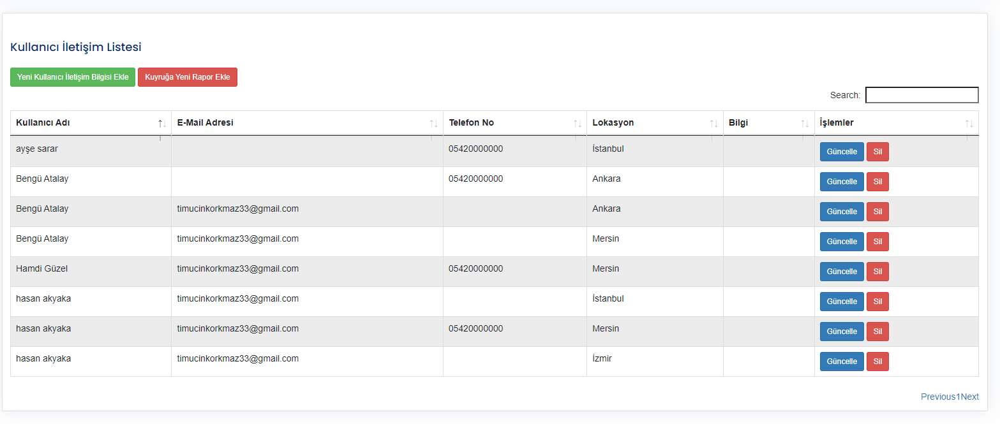 Kullanıcı İletişim Listesi
Yeni Kullanıcı İletişim Bilgisi Ekle Kuyruğa Yeni Rapor Ekle
Search:
Kullanıcı Adı E-Mail Adresi Telefon No Lokasyon Bilgi İşlemler
ayşe sarar 05420000000 İstanbul Güncelle Sil
Bengü Atalay 05420000000 Ankara Güncelle Sil
Bengü Atalay timucinkorkmaz33@gmail.com Ankara Güncelle Sil
Bengü Atalay timucinkorkmaz33@gmail.com Mersin Güncelle Sil
Hamdi Güzel timucinkorkmaz33@gmail.com 05420000000 Mersin Güncelle Sil
hasan akyaka timucinkorkmaz33@gmail.com İstanbul Güncelle Sil
hasan akyaka timucinkorkmaz33@gmail.com 05420000000 Mersin Güncelle Sil
hasan akyaka timucinkorkmaz33@gmail.com İzmir Güncelle Sil
Previous1Next